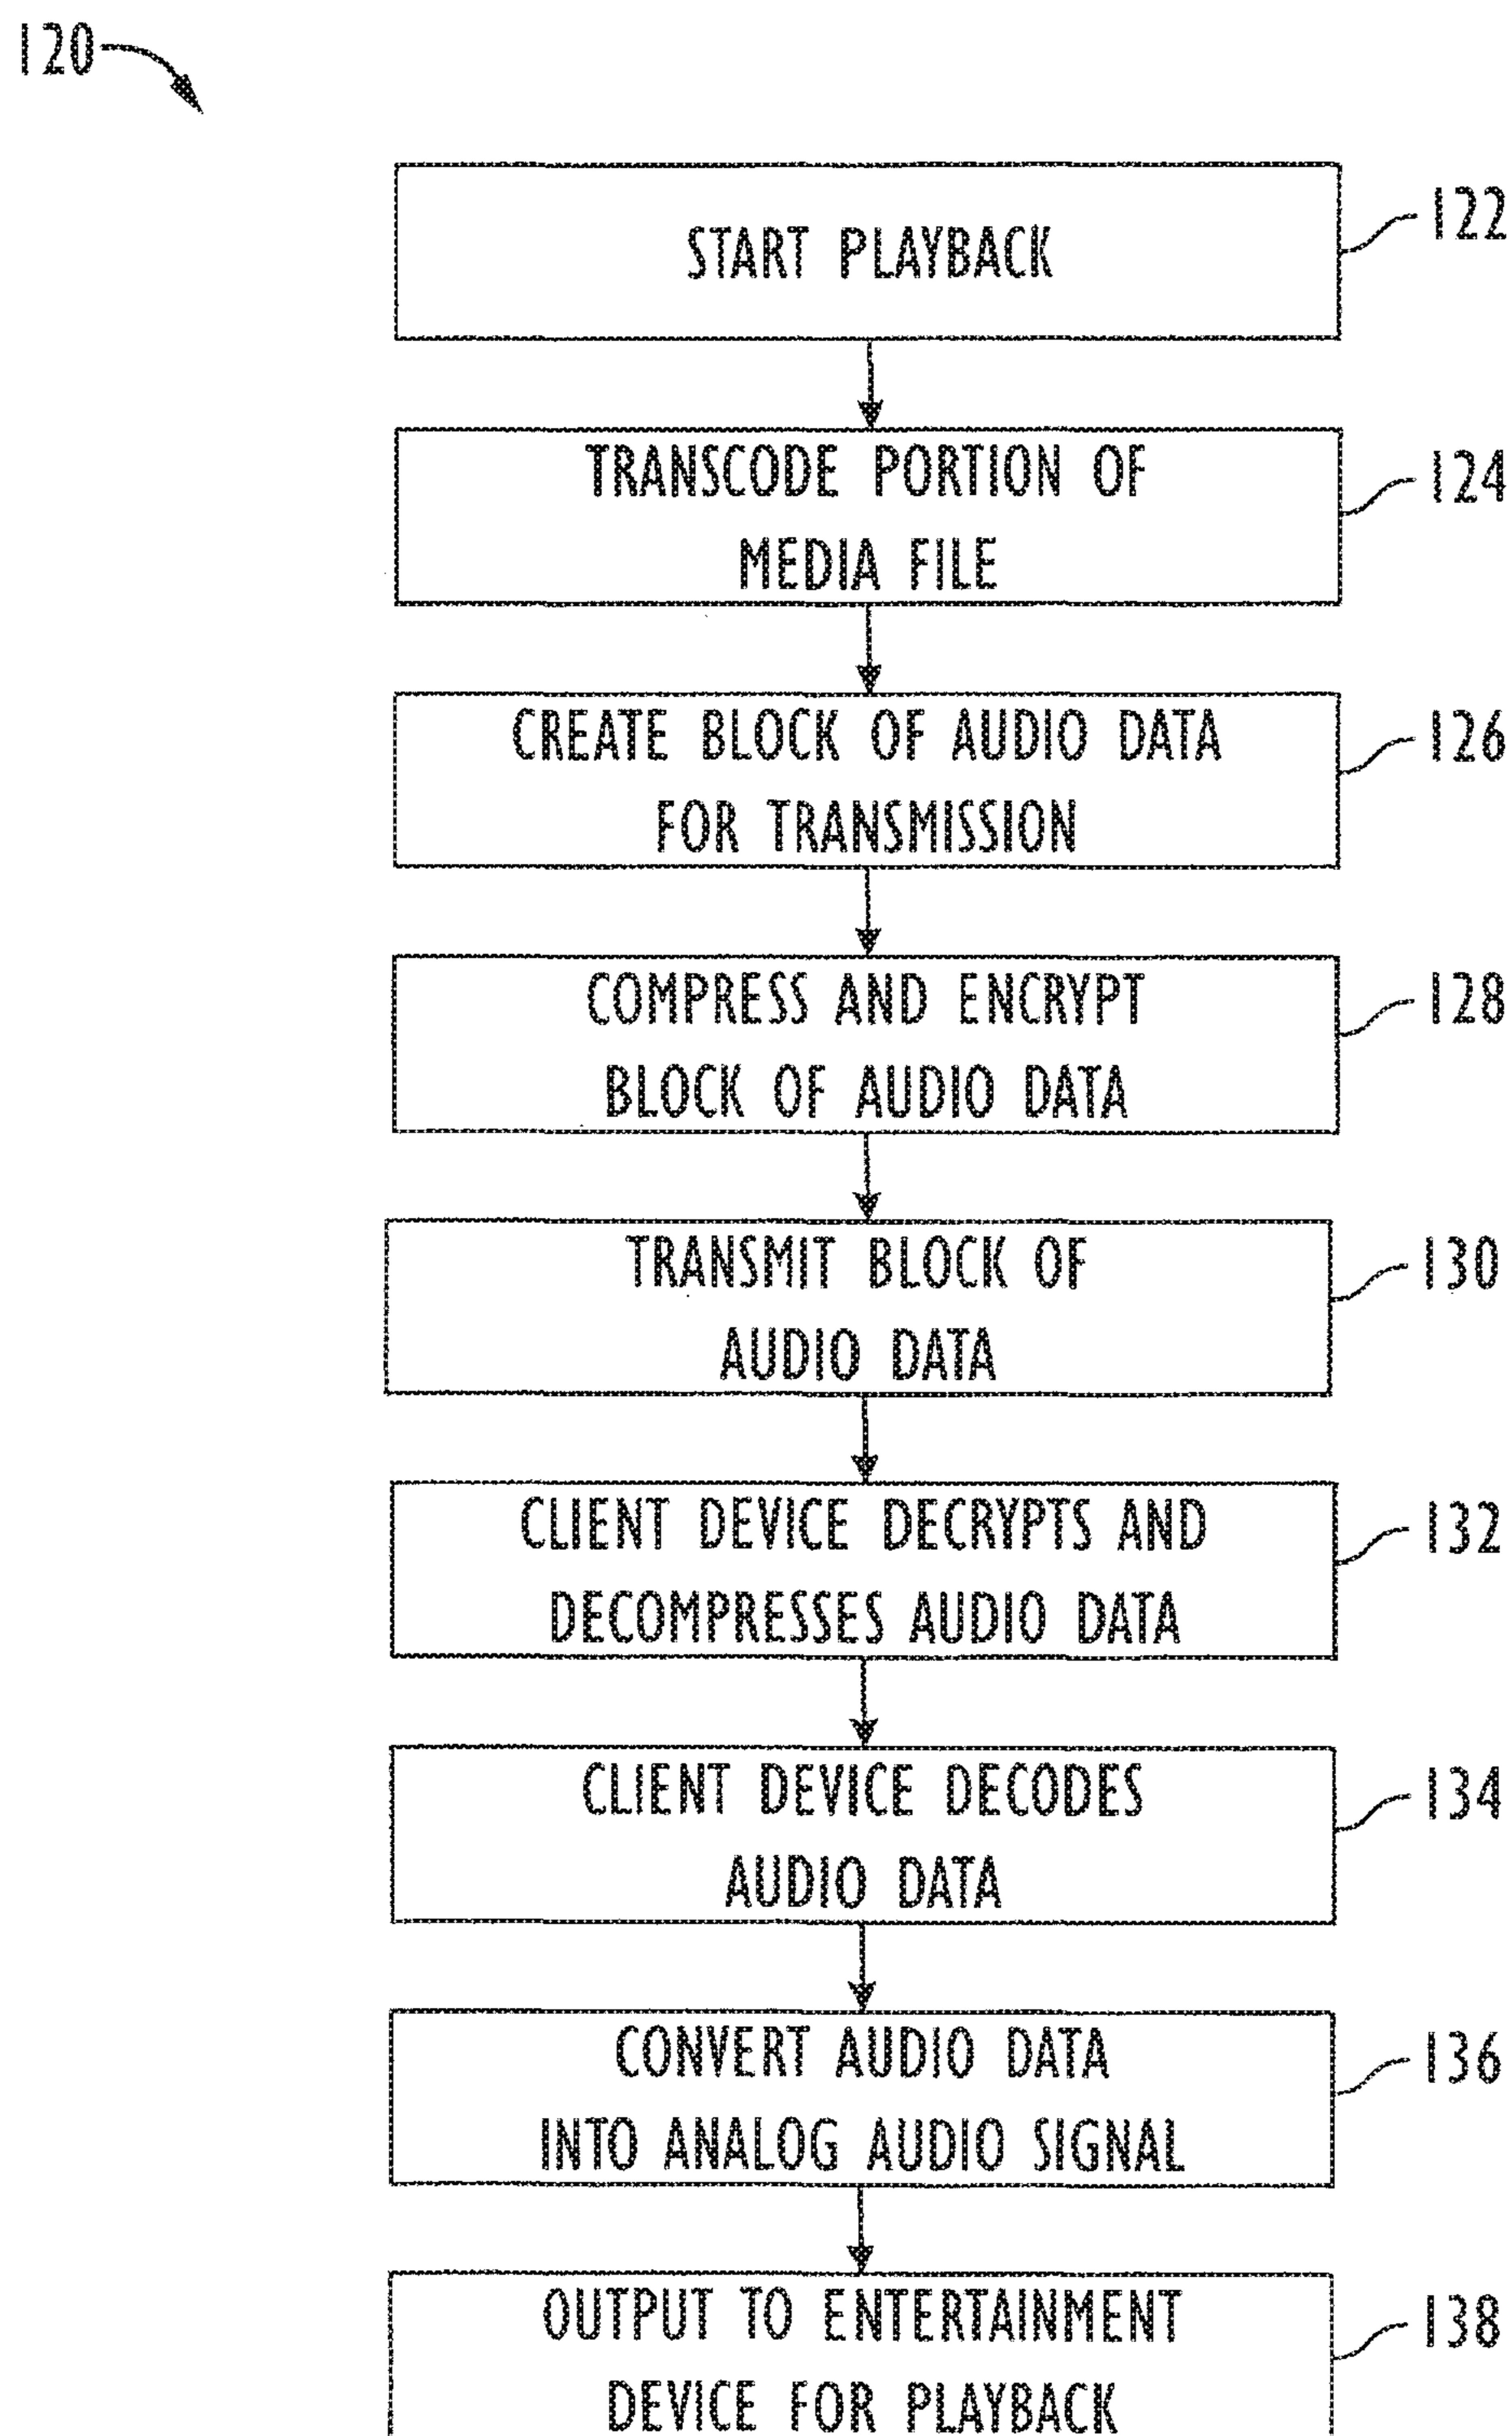 120
START PLAYBACK
122
TRANSCODE PORTION OF
MEDIA FILE
124
CREATE BLOCK OF AUDIO DATA
FOR TRANSMISSION
126
COMPRESS AND ENCRYPT
BLOCK OF AUDIO DATA
128
TRANSMIT BLOCK OF
AUDIO DATA
130
CLIENT DEVICE DECRYPTS AND
DECOMPRESSES AUDIO DATA
132
CLIENT DEVICE DECODES
AUDIO DATA
134
CONVERT AUDIO DATA
INTO ANALOG AUDIO SIGNAL
136
OUTPUT TO ENTERTAINMENT
DEVICE FOR PLAYBACK
138